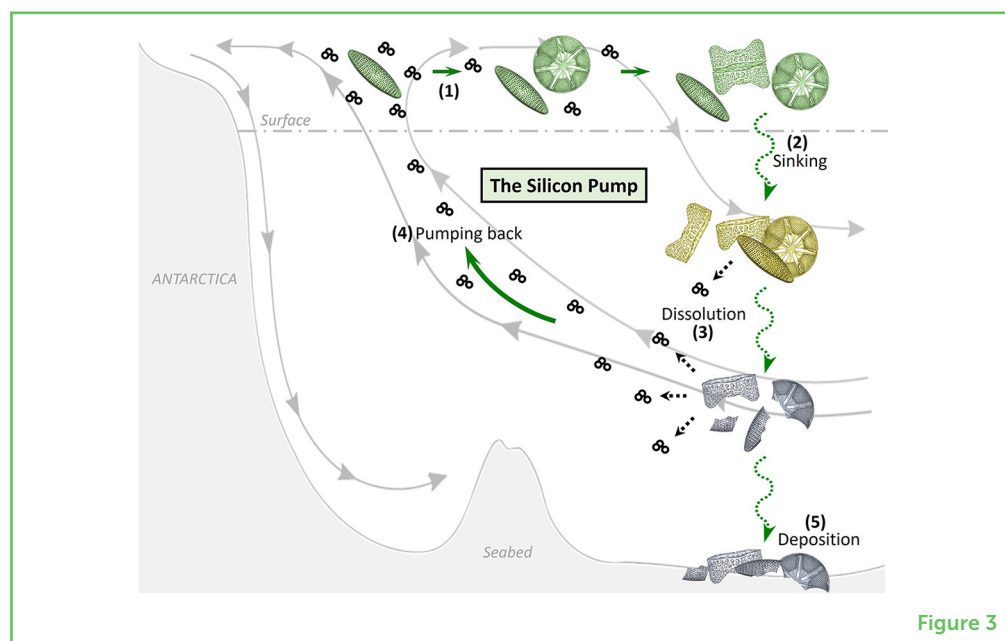 (1)
Surface
(2)
Sinking
The Silicon Pump
(4) Pumping back
ANTARCTICA
Dissolution
(3)
(5)
Deposition
Seabed
Figure 3